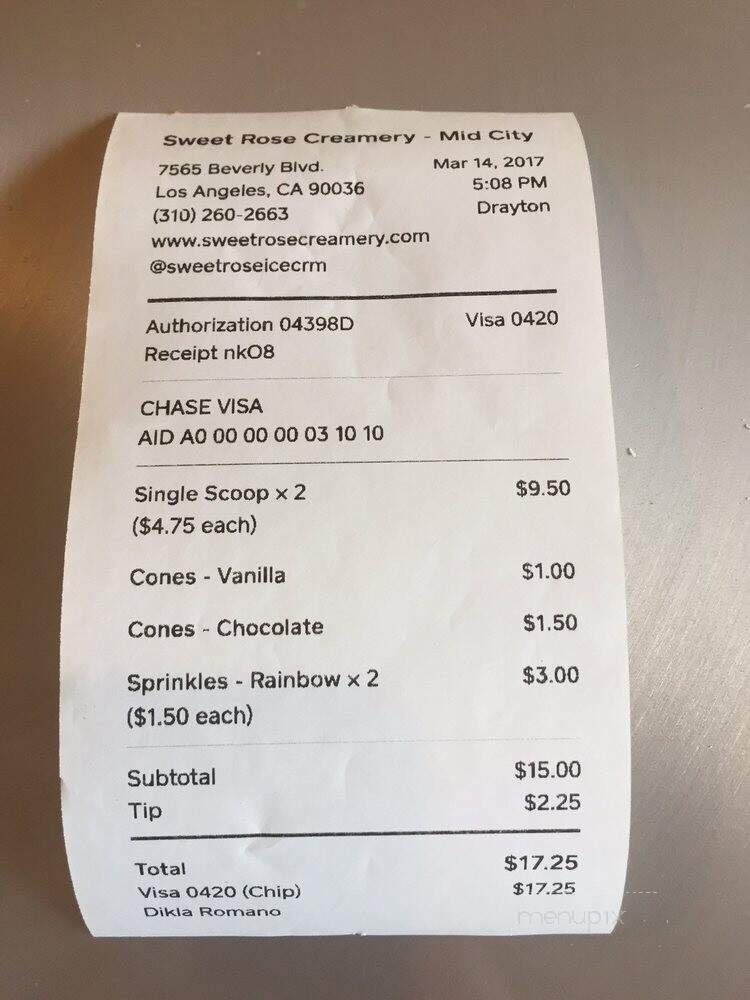 Sweet Rose Creamery - Mid City
7565 Beverly Blvd.
Los Angeles, CA 90036
(310) 260-2663
www.sweetrosecreamery.com
@sweetroseicecrm
Mar 14, 2017
5:08 PM
Drayton
Authorization 04398D Visa 0420
Receipt nkO8
CHASE VISA
AID A0 00 00 00 03 10 10
Single Scoop x 2 $9.50
($4.75 each)
Cones - Vanilla $1.00
Cones - Chocolate $1.50
Sprinkles - Rainbow x 2 $3.00
($1.50 each)
Subtotal $15.00
Tip $2.25
Total $17.25
Visa 0420 (Chip) $17.25
Dikla Romano
menupix